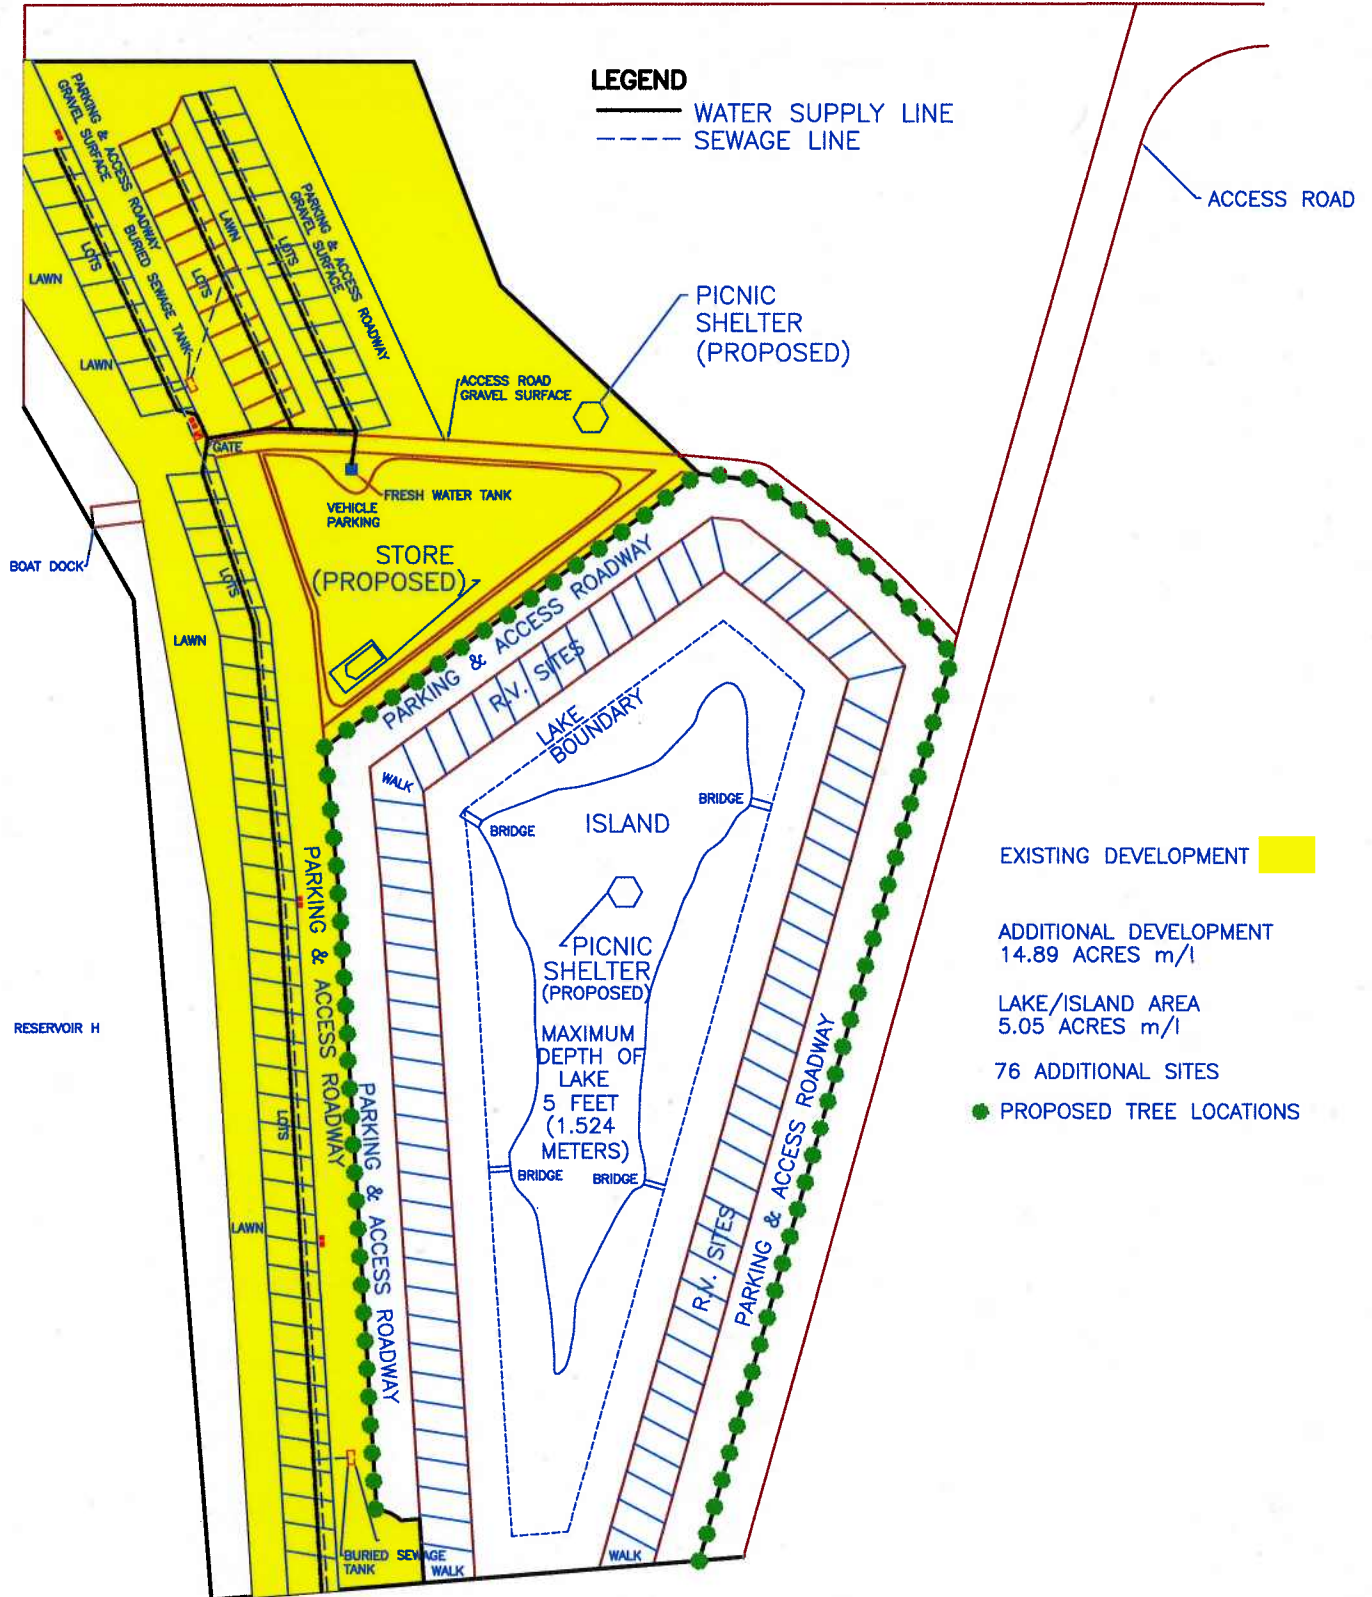 LEGEND
WATER SUPPLY LINE
SEWAGE LINE
ACCESS ROAD
PARKING & ACCESS ROADWAY
GRAVEL SURFACE
BURIED SEWAGE TANK
LOTS
LAWN
LOTS
LOTS
PARKING & ACCESS ROADWAY
GRAVEL SURFACE
LAWN
LAWN
PICNIC
SHELTER
(PROPOSED)
ACCESS ROAD
GRAVEL SURFACE
GATE
FRESH WATER TANK
VEHICLE
PARKING
STORE
(PROPOSED)
BOAT DOCK
LOTS
LAWN
PARKING & ACCESS ROADWAY
R.V. SITES
LAKE
BOUNDARY
WALK
BRIDGE
BRIDGE
ISLAND
PICNIC
SHELTER
(PROPOSED)
MAXIMUM
DEPTH OF
LAKE
5 FEET
(1.524
METERS)
BRIDGE
BRIDGE
PARKING & ACCESS ROADWAY
PARKING & ACCESS ROADWAY
LOTS
LAWN
RESERVOIR H
R.V. SITES
PARKING & ACCESS ROADWAY
BURIED SEWAGE
TANK
WALK
WALK
EXISTING DEVELOPMENT
ADDITIONAL DEVELOPMENT
14.89 ACRES m/l
LAKE/ISLAND AREA
5.05 ACRES m/l
76 ADDITIONAL SITES
PROPOSED TREE LOCATIONS